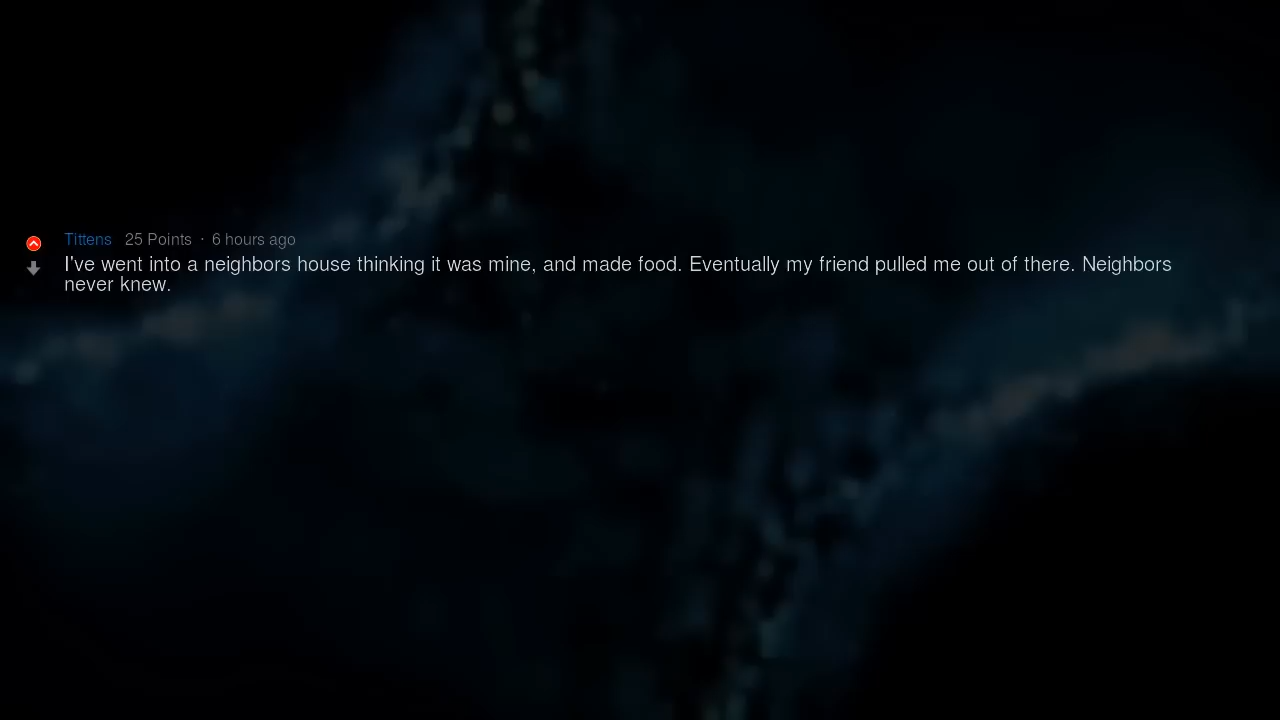 Tittens 25 Points · 6 hours ago
I've went into a neighbors house thinking it was mine, and made food. Eventually my friend pulled me out of there. Neighbors
never knew.